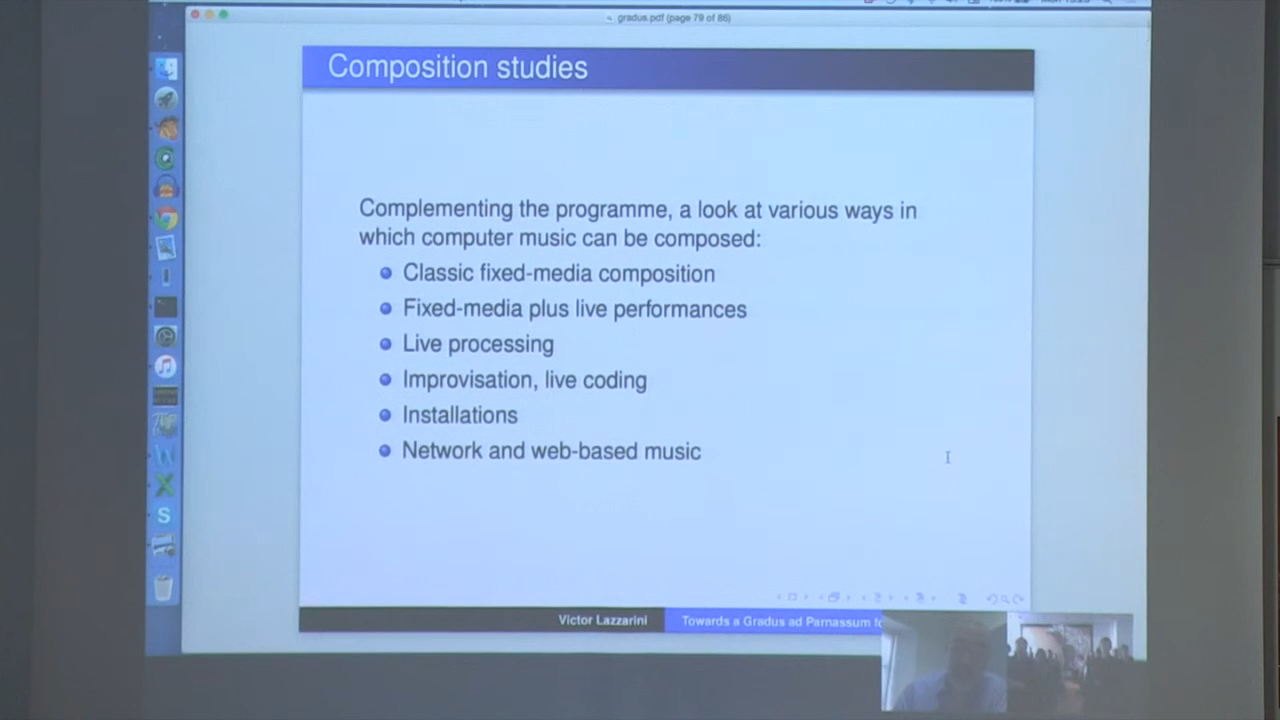 gradus.pdf (page 79 of 86)
Composition studies
Complementing the programme, a look at various ways in
which computer music can be composed:
Classic fixed-media composition
Fixed-media plus live performances
Live processing
Improvisation, live coding
Installations
Network and web-based music
Victor Lazzarini
Towards a Gradus ad Parnassum